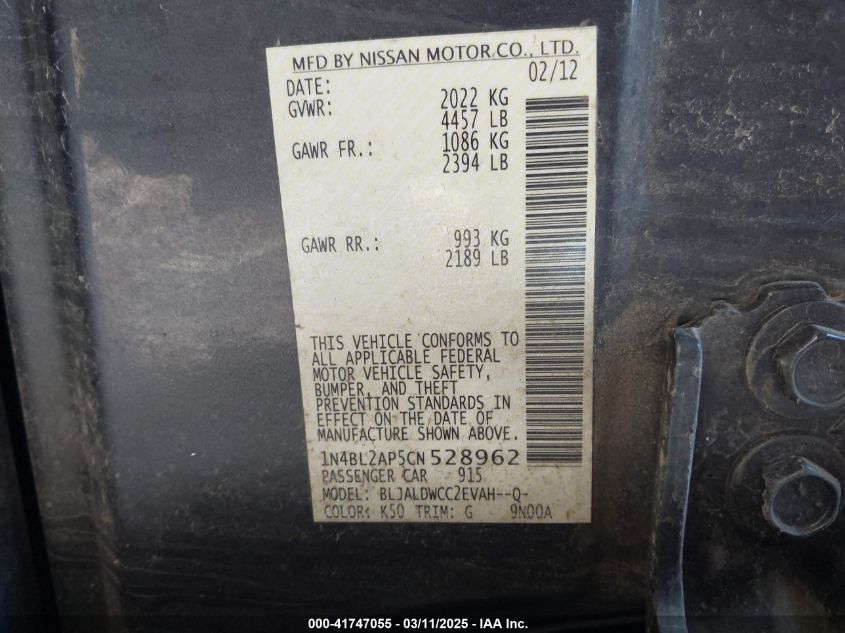 MFD BY NISSAN MOTOR CO., LTD.
DATE: 02/12
GVWR: 2022 KG
4457 LB
GAWR FR.: 1086 KG
2394 LB
GAWR RR.: 993 KG
2189 LB
THIS VEHICLE CONFORMS TO
ALL APPLICABLE FEDERAL
MOTOR VEHICLE SAFETY,
BUMPER, AND THEFT
PREVENTION STANDARDS IN
EFFECT ON THE DATE OF
MANUFACTURE SHOWN ABOVE.
1N4BL2AP5CN528962
PASSENGER CAR 915
MODEL: BLJALDWCC2EVAH--Q-
COLOR: K50 TRIM: G 9N00A
000-41747055 - 03/11/2025 - IAA Inc.